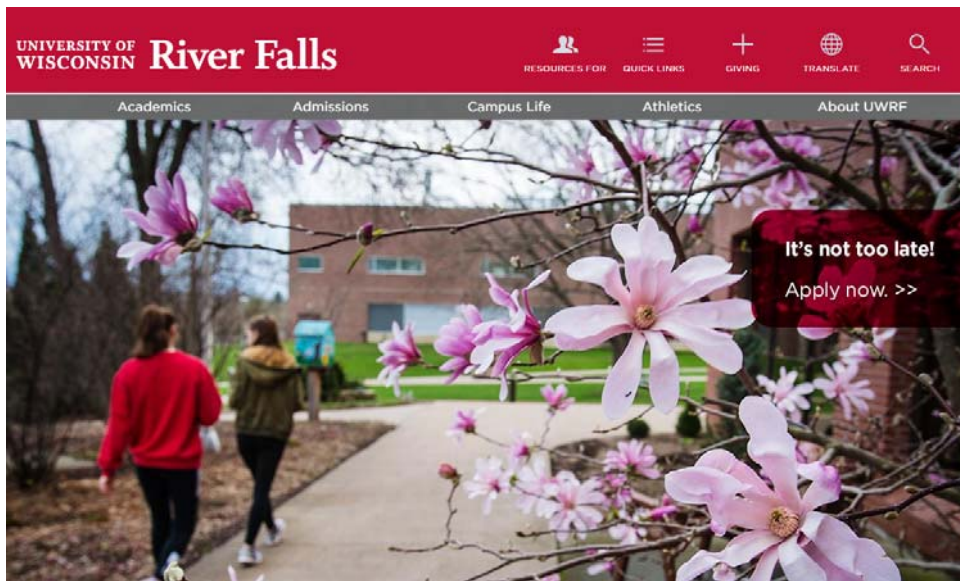 UNIVERSITY OF
WISCONSIN
River Falls
RESOURCES FOR
QUICK LINKS
GIVING
TRANSLATE
SEARCH
Academics
Admissions
Campus Life
Athletics
About UWRF
It's not too late!
Apply now. >>